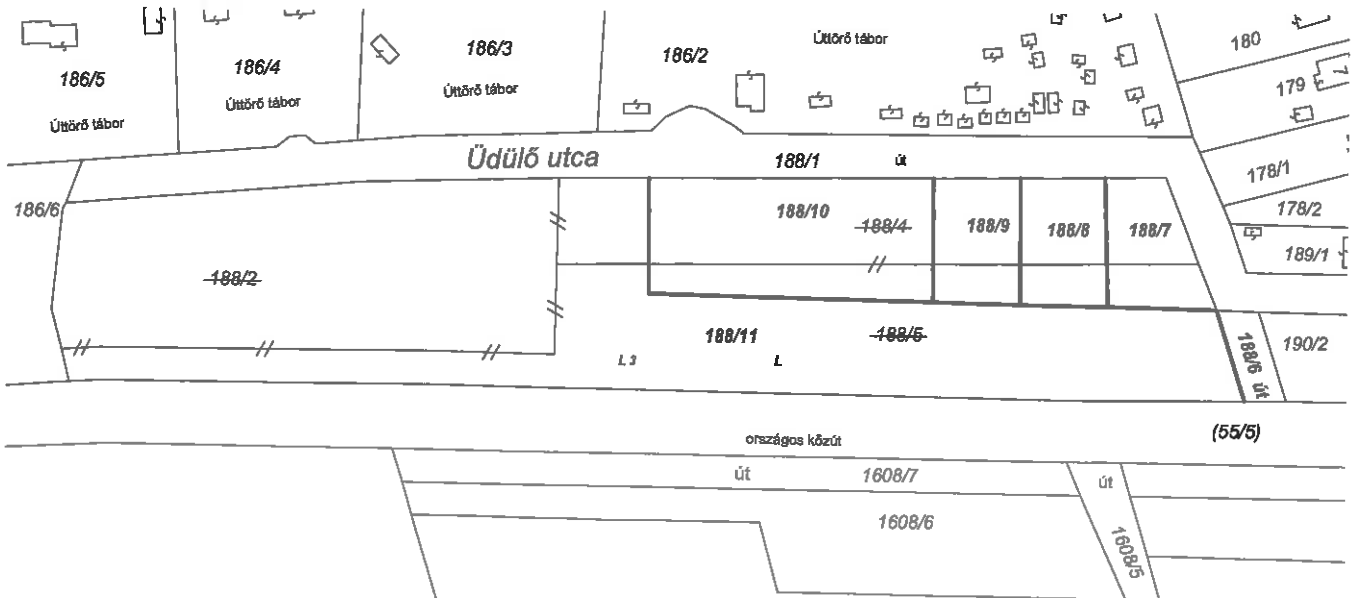 186/5
Úttörő tábor
186/4
Úttörő tábor
186/3
Úttörő tábor
186/2
Úttörő tábor
180
179
7
178/1
178/2
189/1
Üdülő utca
188/1
út
186/6
188/2
188/10
188/4
188/9
188/8
188/7
188/11
188/5
L 3
L
188/6 út
190/2
országos közút
(55/5)
út
1608/7
út
1608/6
1608/5